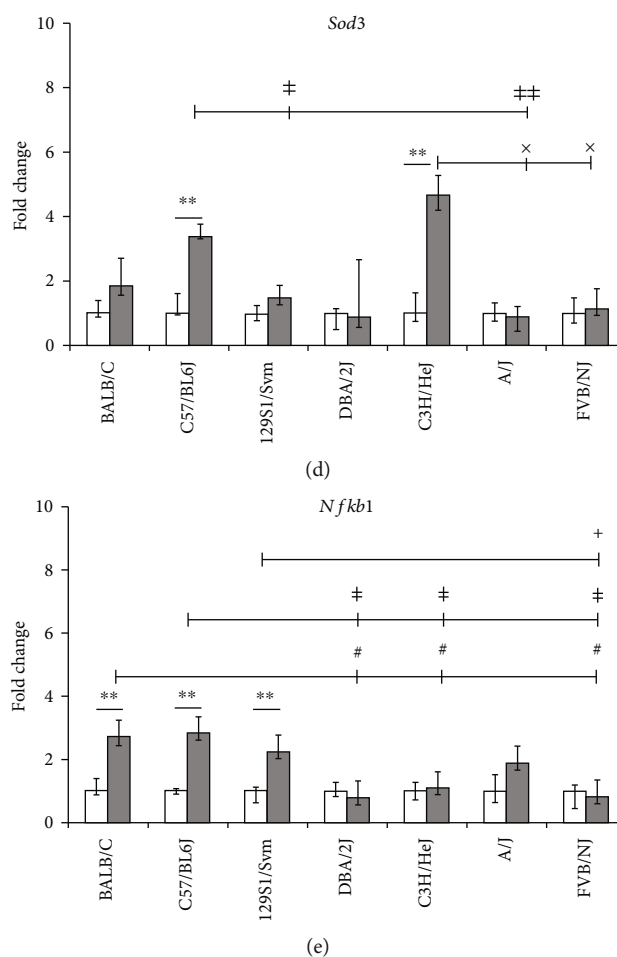 Sod3
10
8
6
4
2
0
Fold change
‡
‡‡
**
**
×
×
BALB/C
C57/BL6J
129S1/Svm
DBA/2J
C3H/HeJ
A/J
FVB/NJ
(d)
Nfkb1
10
8
6
4
2
0
Fold change
+
‡
‡
‡
#
#
#
**
**
**
BALB/C
C57/BL6J
129S1/Svm
DBA/2J
C3H/HeJ
A/J
FVB/NJ
(e)